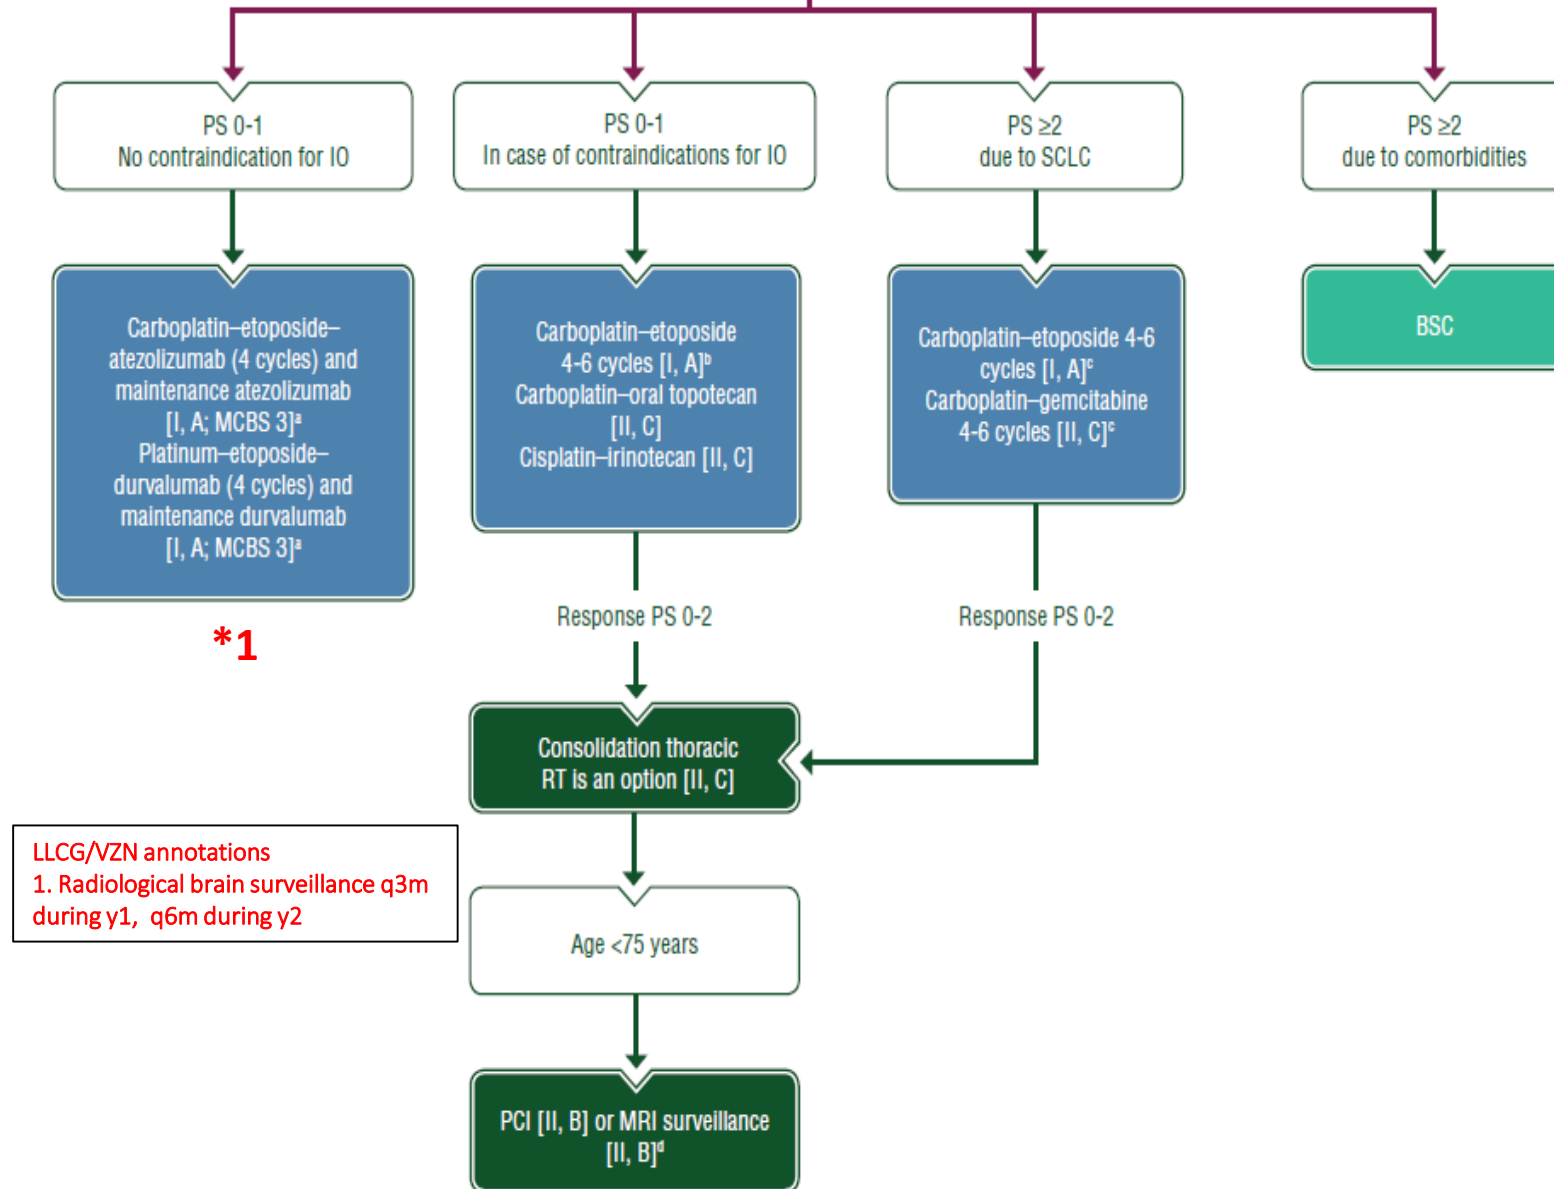 PS 0-1
No contraindication for IO
PS 0-1
In case of contraindications for IO
PS ≥2
due to SCLC
PS ≥2
due to comorbidities
Carboplatin–etoposide–
atezolizumab (4 cycles) and
maintenance atezolizumab
[I, A; MCBS 3]ᵃ
Platinum–etoposide–
durvalumab (4 cycles) and
maintenance durvalumab
[I, A; MCBS 3]ᵃ
Carboplatin–etoposide
4-6 cycles [I, A]ᵇ
Carboplatin–oral topotecan
[II, C]
Cisplatin–irinotecan [II, C]
Carboplatin–etoposide 4-6
cycles [I, A]ᶜ
Carboplatin–gemcitabine
4-6 cycles [II, C]ᶜ
BSC
*1
Response PS 0-2
Response PS 0-2
Consolidation thoracic
RT is an option [II, C]
LLCG/VZN annotations
1. Radiological brain surveillance q3m
during y1, q6m during y2
Age <75 years
PCI [II, B] or MRI surveillance
[II, B]ᵈ